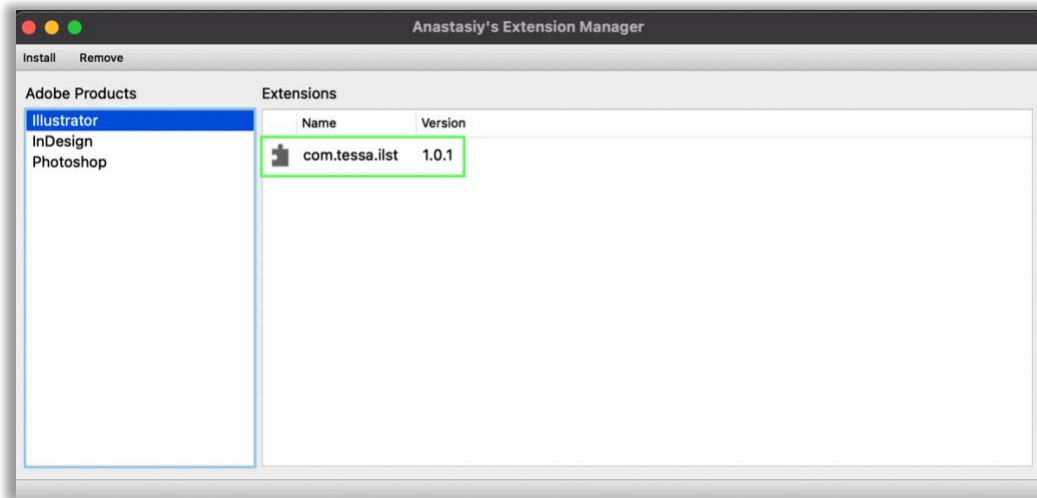 Anastasiy's Extension Manager
Install Remove
Adobe Products
Illustrator
InDesign
Photoshop
Extensions
Name Version
com.tessa.ilst 1.0.1